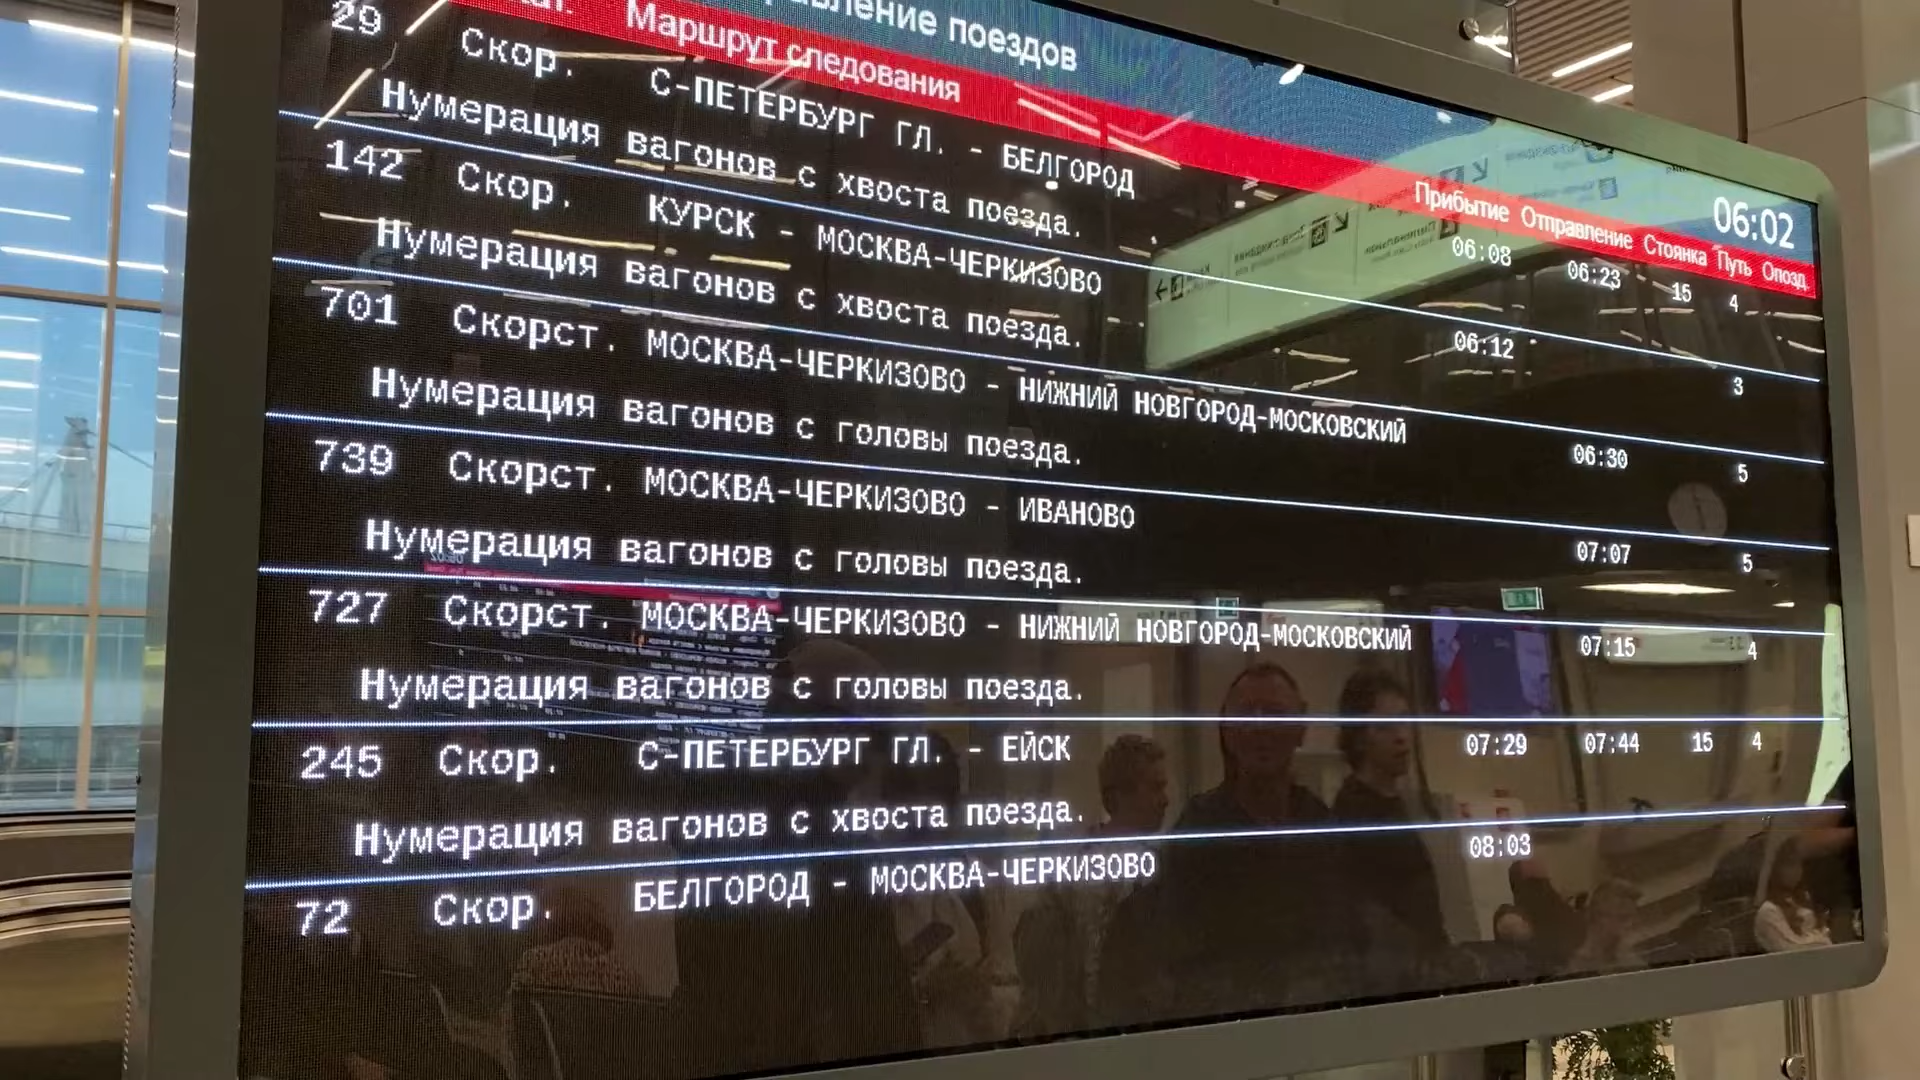 поездов
06:02
Маршрут следования Прибытие Отправление Стоянка Путь Опозд.
29 Скор. С-ПЕТЕРБУРГ ГЛ. - БЕЛГОРОД 06:08 06:23 15 4
Нумерация вагонов с хвоста поезда.
142 Скор. КУРСК - МОСКВА-ЧЕРКИЗОВО 06:12 3
Нумерация вагонов с хвоста поезда.
701 Скорст. МОСКВА-ЧЕРКИЗОВО - НИЖНИЙ НОВГОРОД-МОСКОВСКИЙ 06:30 5
Нумерация вагонов с головы поезда.
739 Скорст. МОСКВА-ЧЕРКИЗОВО - ИВАНОВО 07:07 5
Нумерация вагонов с головы поезда.
727 Скорст. МОСКВА-ЧЕРКИЗОВО - НИЖНИЙ НОВГОРОД-МОСКОВСКИЙ 07:15 4
Нумерация вагонов с головы поезда.
245 Скор. С-ПЕТЕРБУРГ ГЛ. - ЕЙСК 07:29 07:44 15 4
Нумерация вагонов с хвоста поезда.
72 Скор. БЕЛГОРОД - МОСКВА-ЧЕРКИЗОВО 08:03